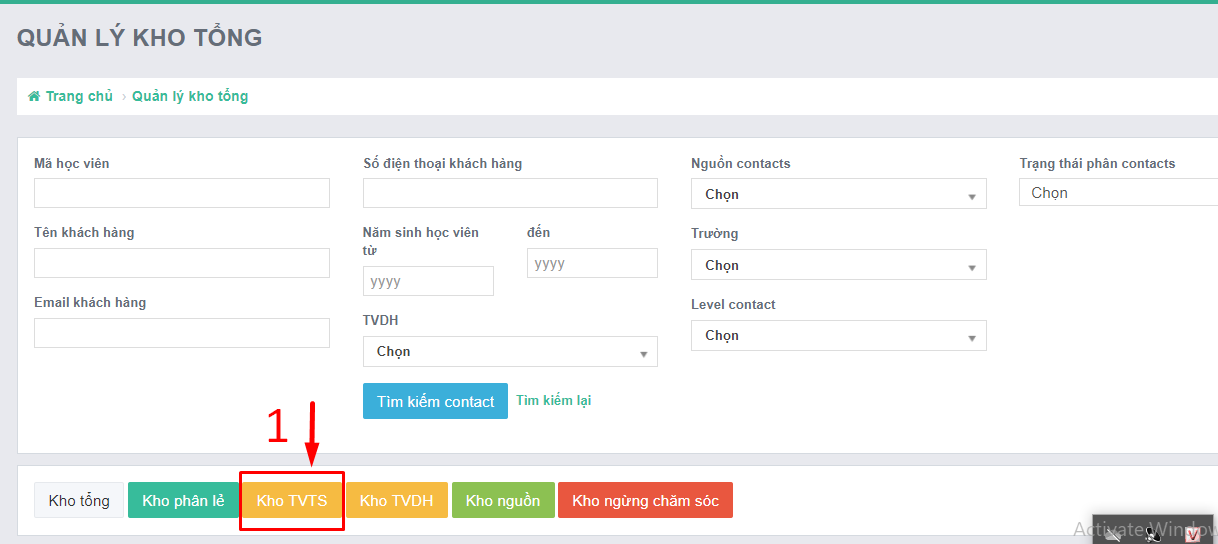 QUẢN LÝ KHO TỔNG
Trang chủ › Quản lý kho tổng
Mã học viên
Số điện thoại khách hàng
Nguồn contacts
Trạng thái phân contacts
Chọn
Chọn
Tên khách hàng
Năm sinh học viên
từ
đến
Trường
yyyy
yyyy
Chọn
Email khách hàng
TVDH
Level contact
Chọn
Chọn
Tìm kiếm contact
Tìm kiếm lại
1
Kho tổng
Kho phân lẻ
Kho TVTS
Kho TVDH
Kho nguồn
Kho ngừng chăm sóc
Activate Window